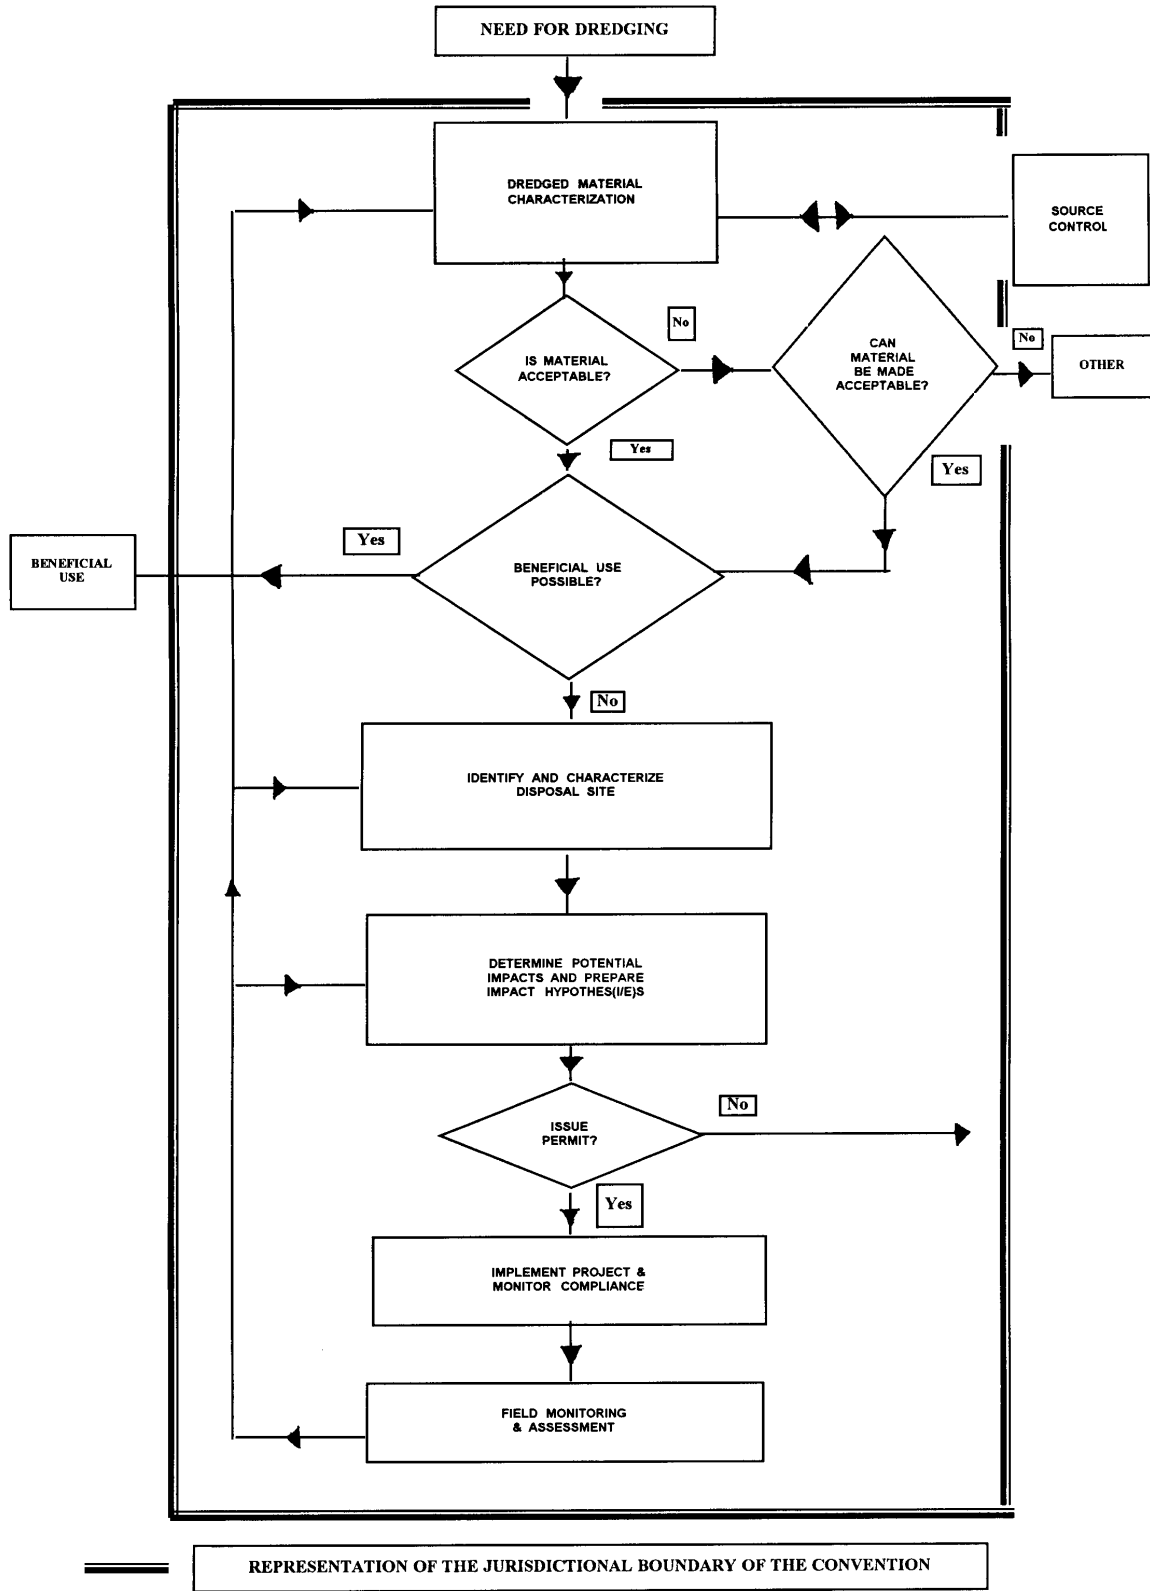 NEED FOR DREDGING
DREDGED MATERIAL
CHARACTERIZATION
SOURCE
CONTROL
No
IS MATERIAL
ACCEPTABLE?
CAN
MATERIAL
BE MADE
ACCEPTABLE?
No
OTHER
Yes
Yes
Yes
BENEFICIAL
USE
BENEFICIAL USE
POSSIBLE?
No
IDENTIFY AND CHARACTERIZE
DISPOSAL SITE
DETERMINE POTENTIAL
IMPACTS AND PREPARE
IMPACT HYPOTHES(I/E)S
No
ISSUE
PERMIT?
Yes
IMPLEMENT PROJECT &
MONITOR COMPLIANCE
FIELD MONITORING
& ASSESSMENT
REPRESENTATION OF THE JURISDICTIONAL BOUNDARY OF THE CONVENTION